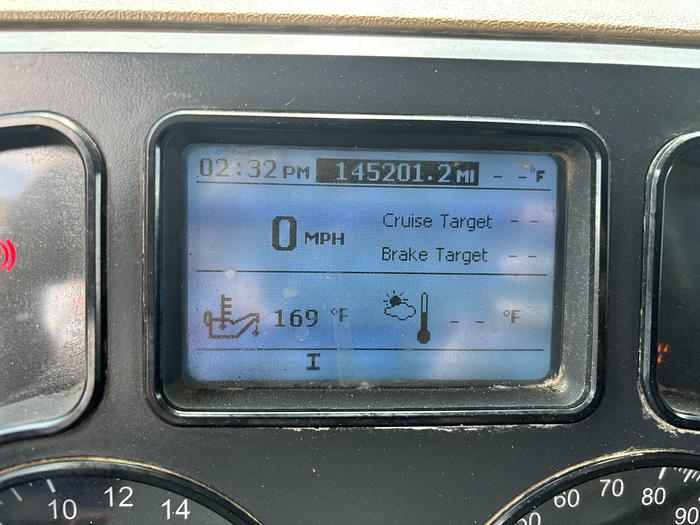 02:32 PM 145201.2 MI - -°F
0 MPH
Cruise Target - -
Brake Target - -
169 °F - - °F
I
10 12 14
60 70 80 90